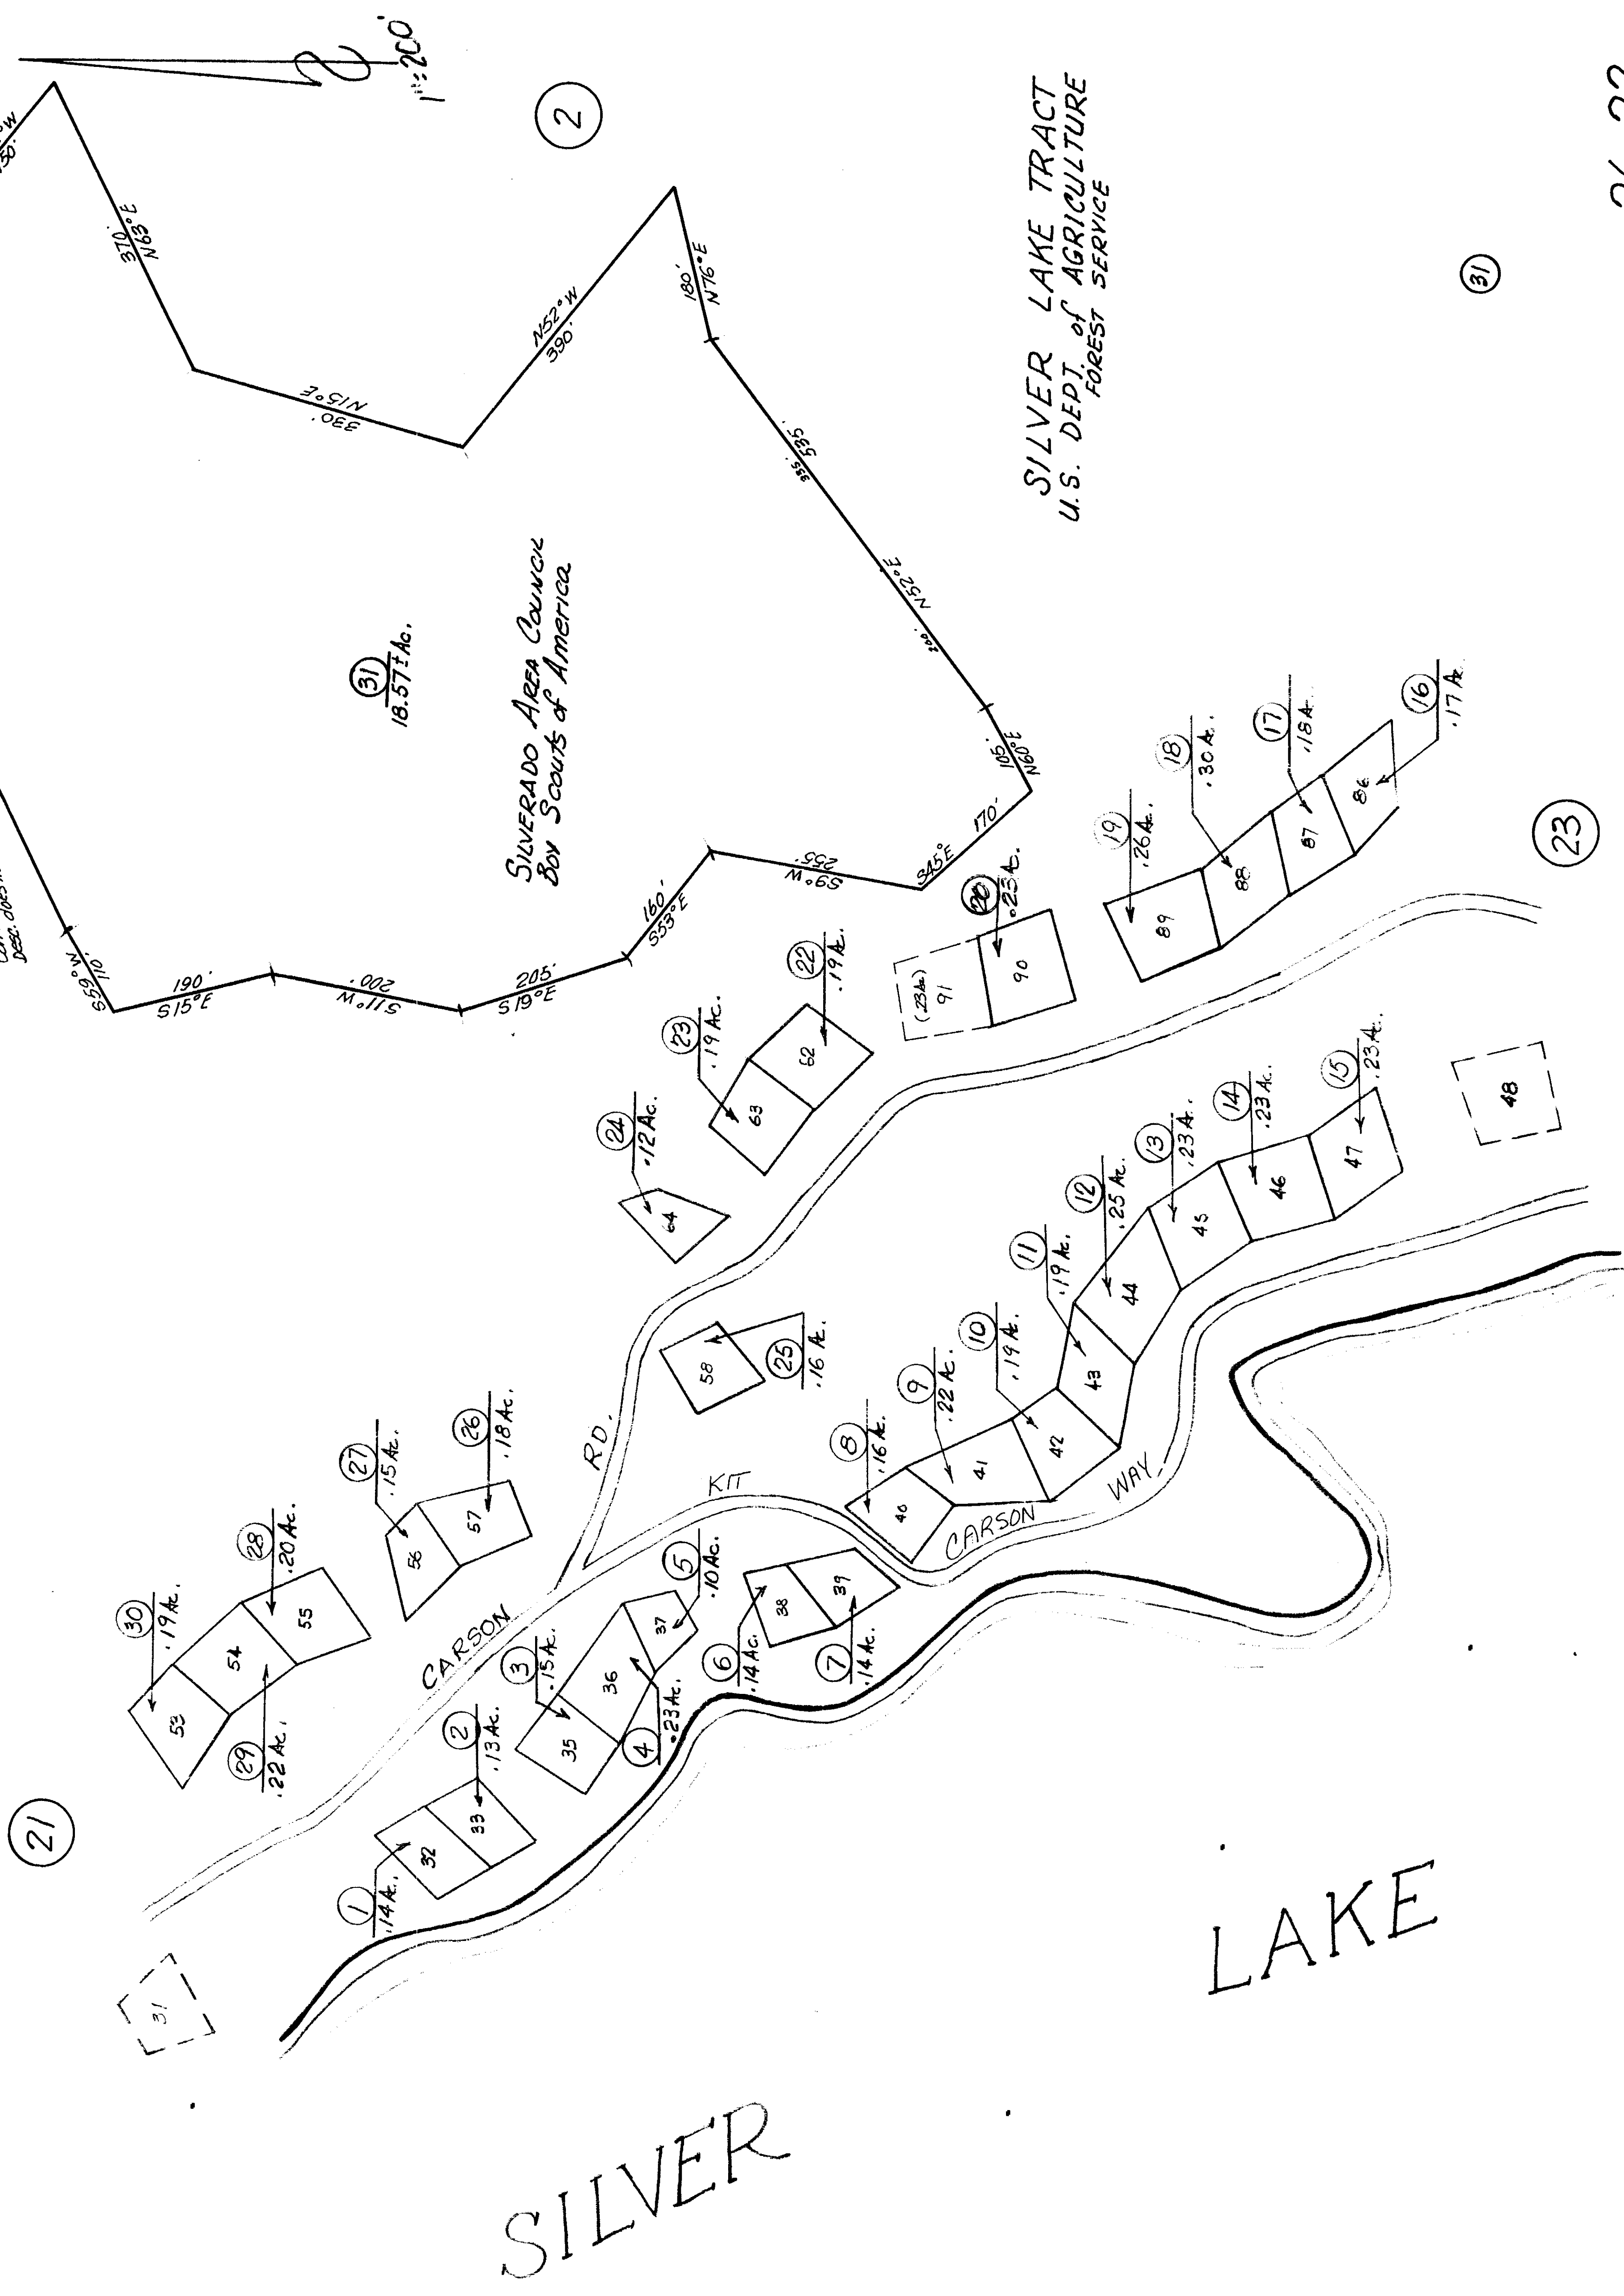 1"=200'
2
370'
N63°E
330'
N15°E
N52°W
390'
180'
N76°E
335'
535'
N52°E
200'
105'
N60°E
170'
S45°E
255'
S9°W
160'
S53°E
205'
S19°E
200'
S11°W
190'
S15°E
S59°W
110'
31
18.57±Ac.
SILVERADO AREA COUNCIL
BOY SCOUTS of America
SILVER LAKE TRACT
U.S. DEPT. of AGRICULTURE
FOREST SERVICE
31
23
21
16
.17 Ac.
86
17
.18 Ac.
87
18
.30 Ac.
88
19
.26 Ac.
89
20
.23 Ac.
90
(.23 Ac.)
91
22
.19 Ac.
62
23
.19 Ac.
63
24
.12 Ac.
64
25
.16 Ac.
58
26
.18 Ac.
57
27
.15 Ac.
56
28
.20 Ac.
55
29
.22 Ac.
54
30
.19 Ac.
53
CARSON
RD.
KIT
CARSON
WAY
1
.14 Ac.
32
2
.13 Ac.
33
3
.15 Ac.
35
4
.23 Ac.
36
5
.10 Ac.
37
6
.14 Ac.
38
7
.14 Ac.
39
8
.16 Ac.
40
9
.22 Ac.
41
10
.19 Ac.
42
11
.19 Ac.
43
12
.25 Ac.
44
13
.23 Ac.
45
14
.23 Ac.
46
15
.23 Ac.
47
48
31
SILVER
LAKE